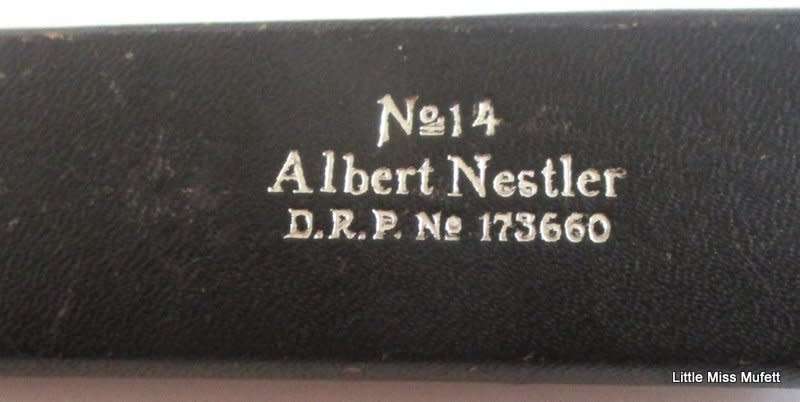 №14
Albert Nestler
D.R.P. № 173660
Little Miss Mufett